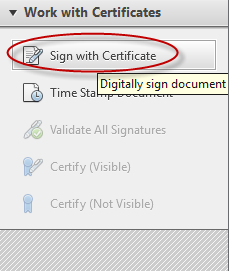 Work with Certificates
Sign with Certificate
Digitally sign document
Time Stamp Document
Validate All Signatures
Certify (Visible)
Certify (Not Visible)